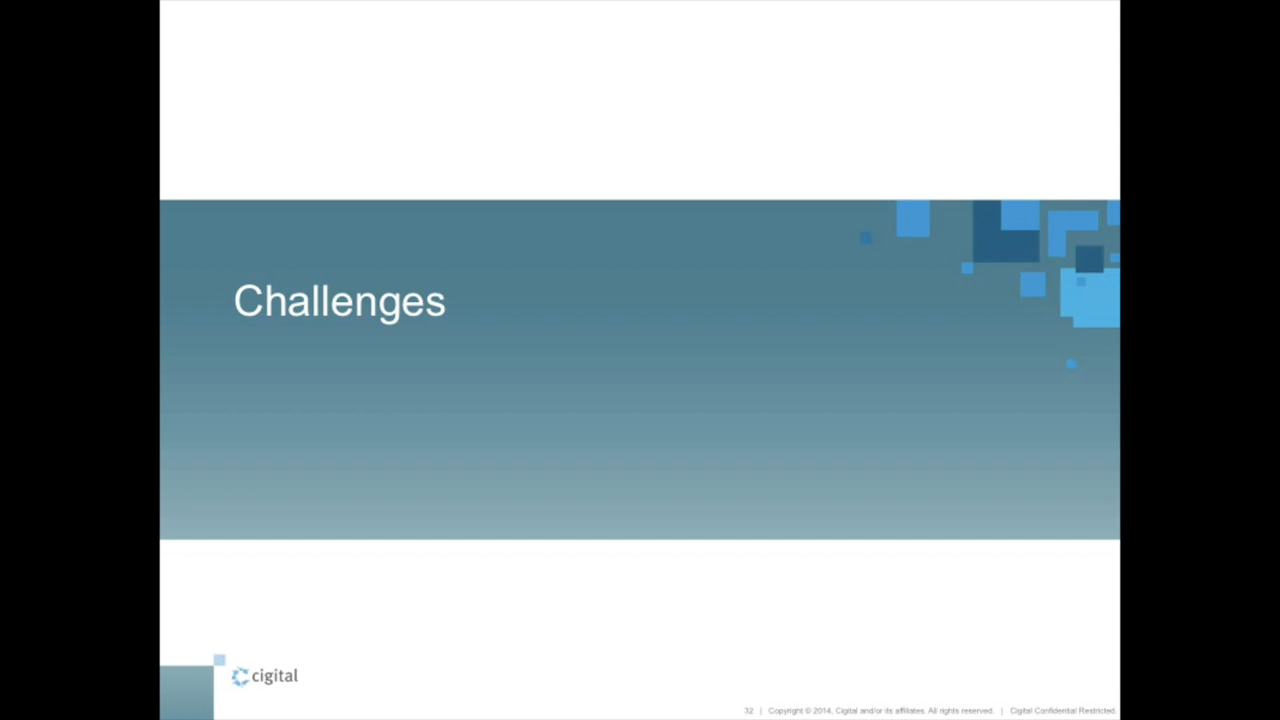 Challenges
cigital
32 | Copyright © 2014, Cigital and/or its affiliates. All rights reserved. | Cigital Confidential Restricted.